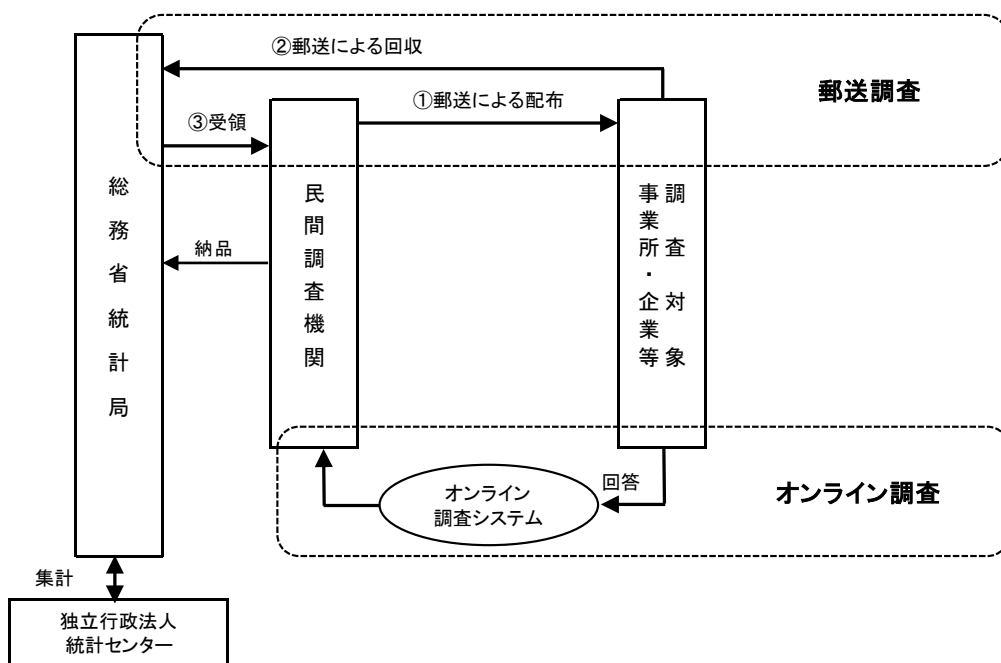 ②郵送による回収
①郵送による配布
郵送調査
③受領
総務省統計局
民間調査機関
調査対象
事業所・企業等
納品
回答
オンライン
調査システム
オンライン調査
集計
独立行政法人
統計センター